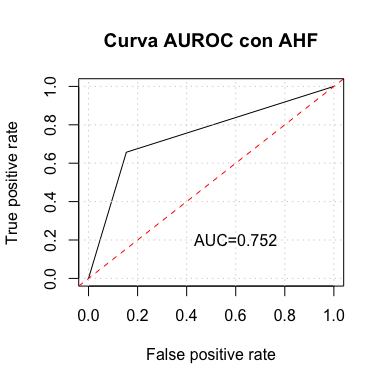 Curva AUROC con AHF
True positive rate
1.0
0.8
0.6
0.4
0.2
0.0
AUC=0.752
0.0 0.2 0.4 0.6 0.8 1.0
False positive rate